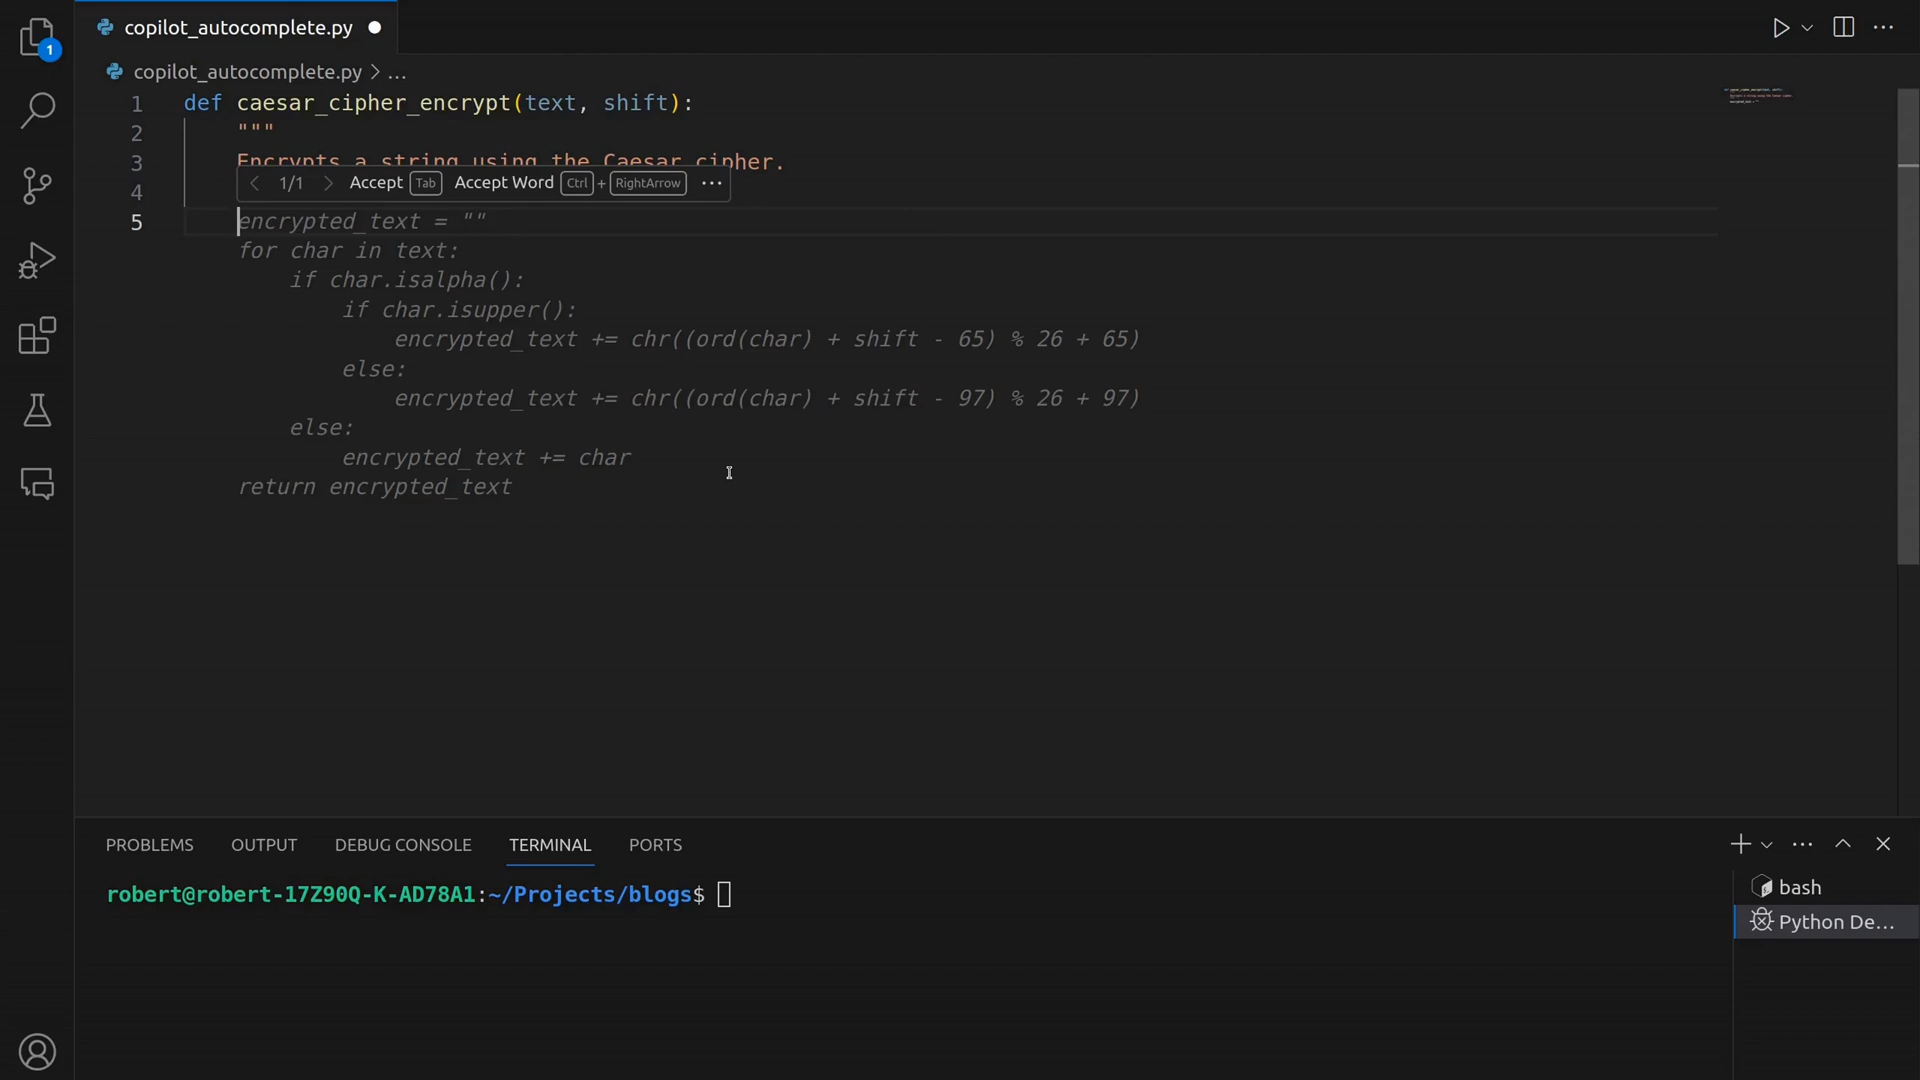 copilot_autocomplete.py
1
copilot_autocomplete.py > ...
1 def caesar_cipher_encrypt(text, shift):
2 """
3 Encrypts a string using the Caesar cipher.
4
1/1 Accept Tab Accept Word Ctrl + RightArrow ...
5 encrypted_text = ""
for char in text:
if char.isalpha():
if char.isupper():
encrypted_text += chr((ord(char) + shift - 65) % 26 + 65)
else:
encrypted_text += chr((ord(char) + shift - 97) % 26 + 97)
else:
encrypted_text += char
return encrypted_text
PROBLEMS OUTPUT DEBUG CONSOLE TERMINAL PORTS
robert@robert-17Z90Q-K-AD78A1:~/Projects/blogs$
bash
Python De...